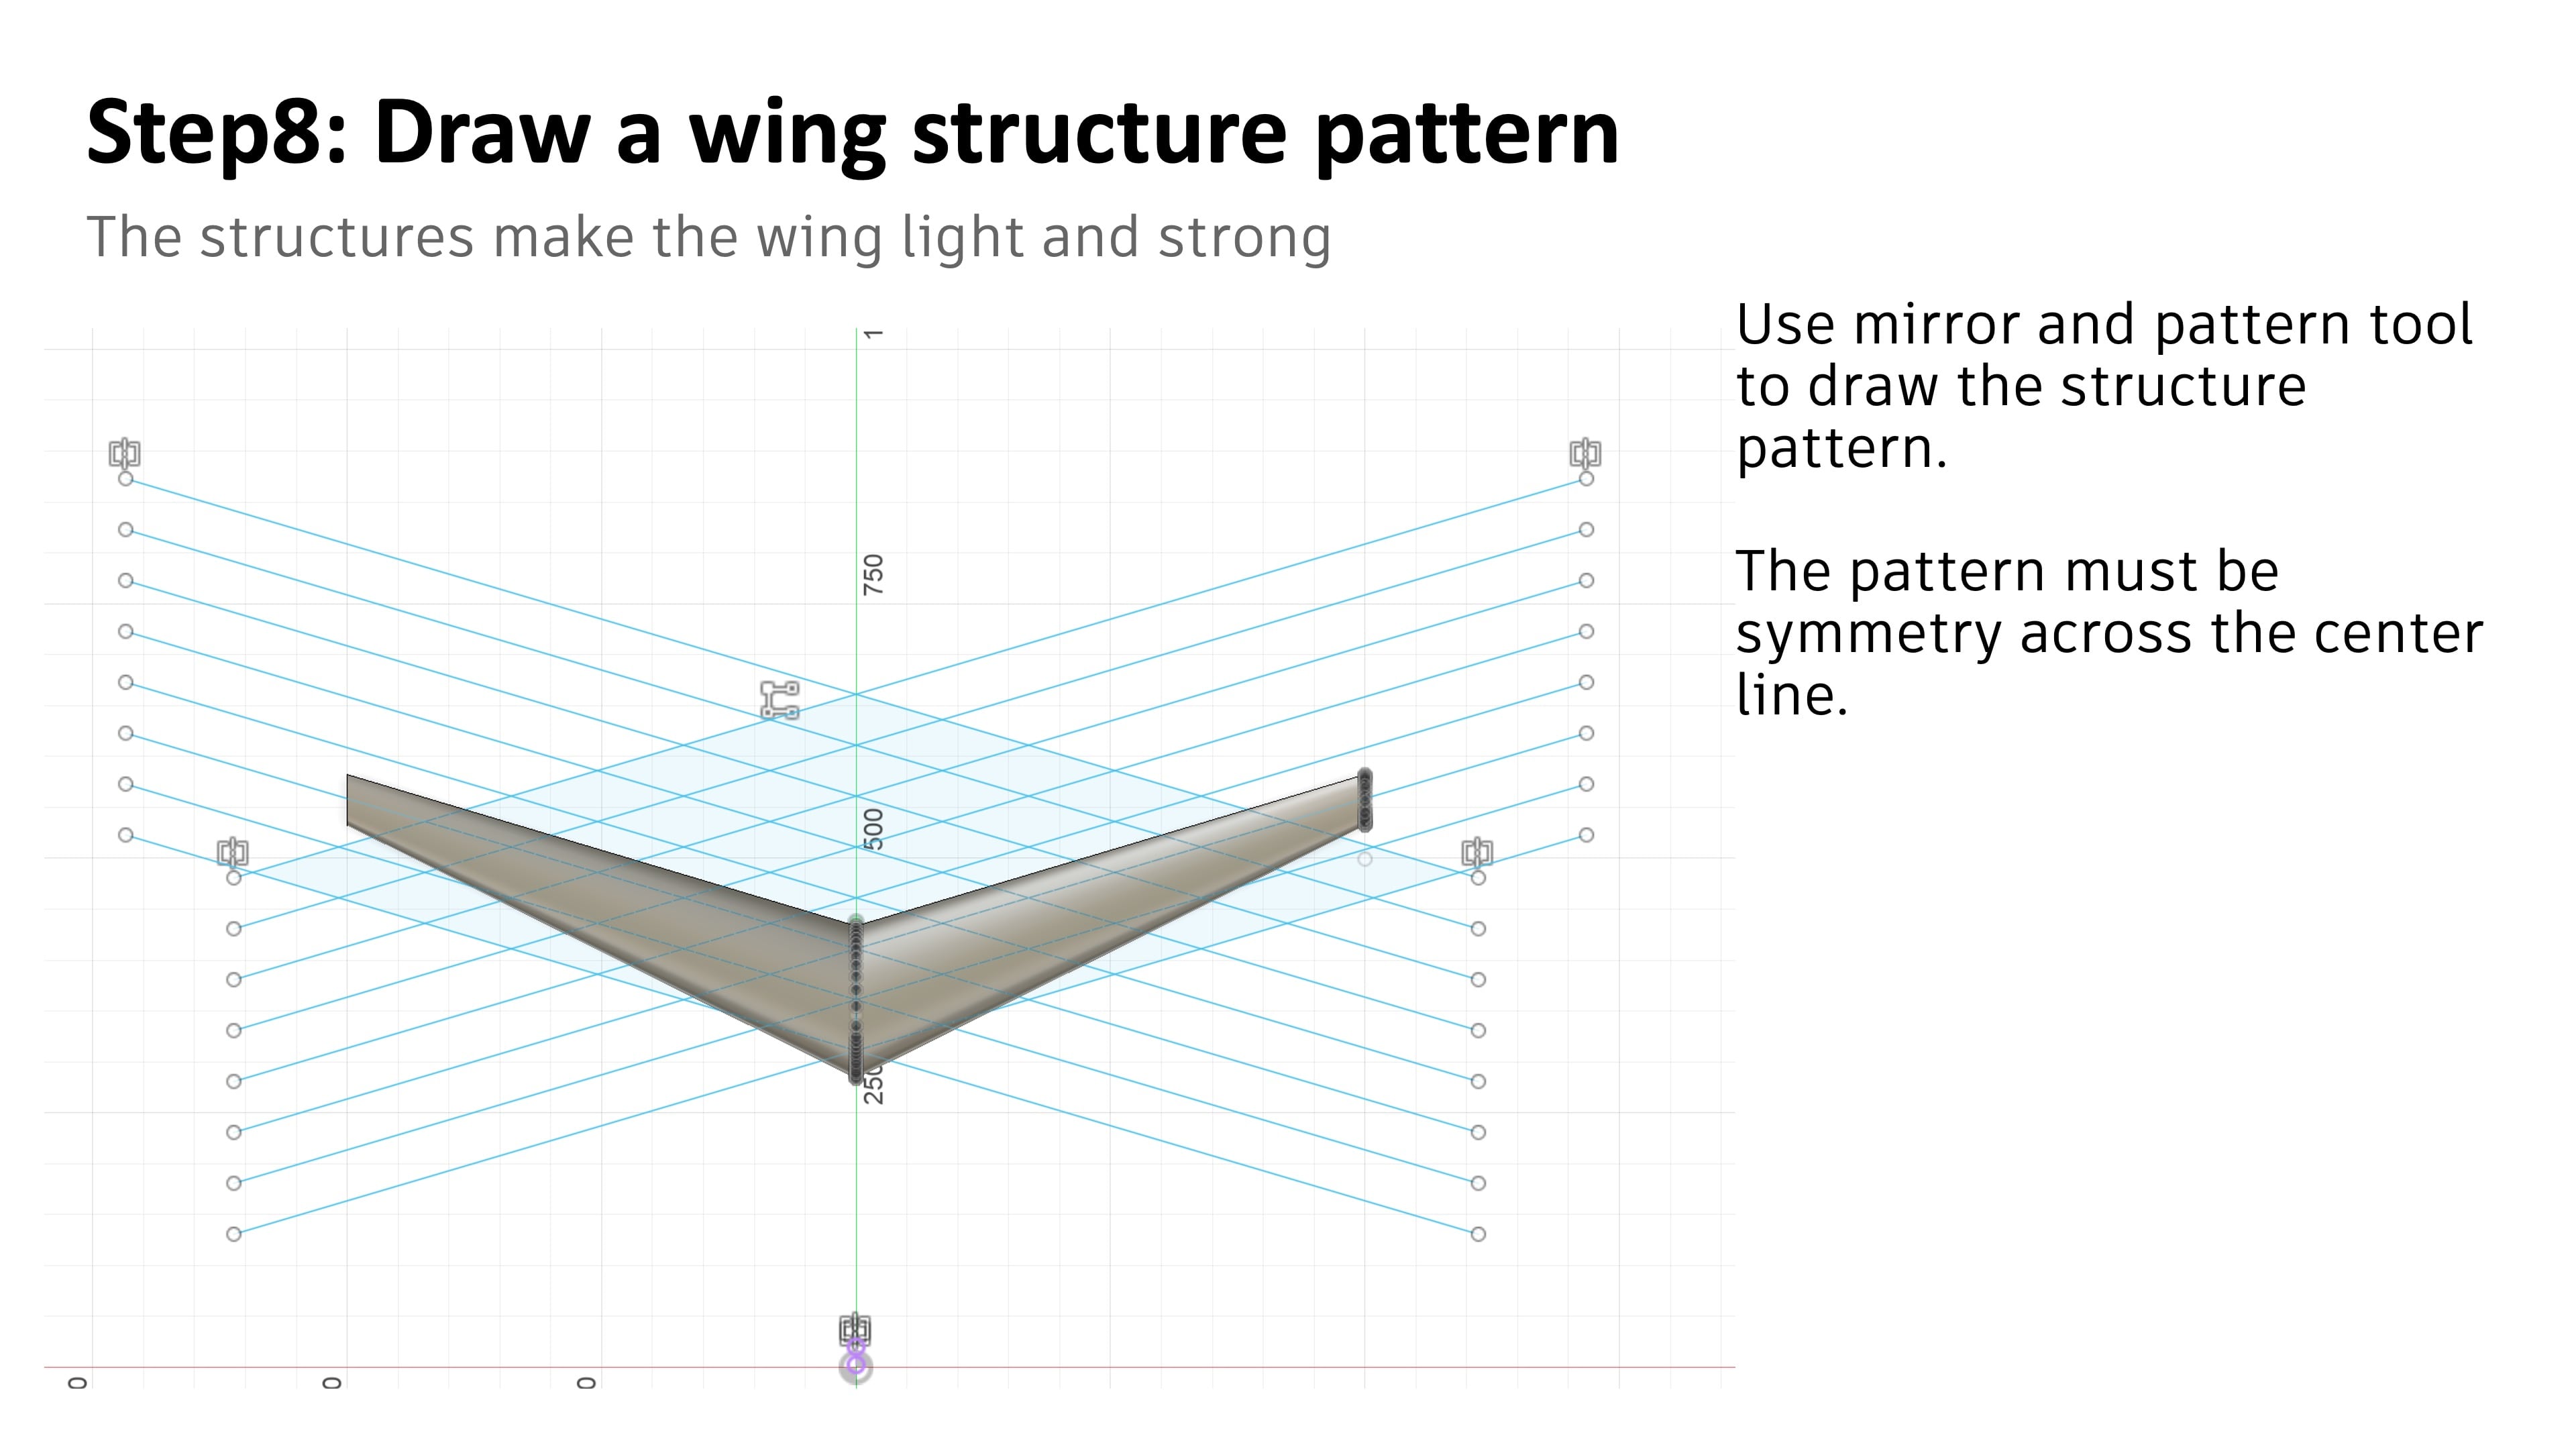 Step8: Draw a wing structure pattern
The structures make the wing light and strong
Use mirror and pattern tool
to draw the structure
pattern.
The pattern must be
symmetry across the center
line.
1
750
500
250
0
0
0